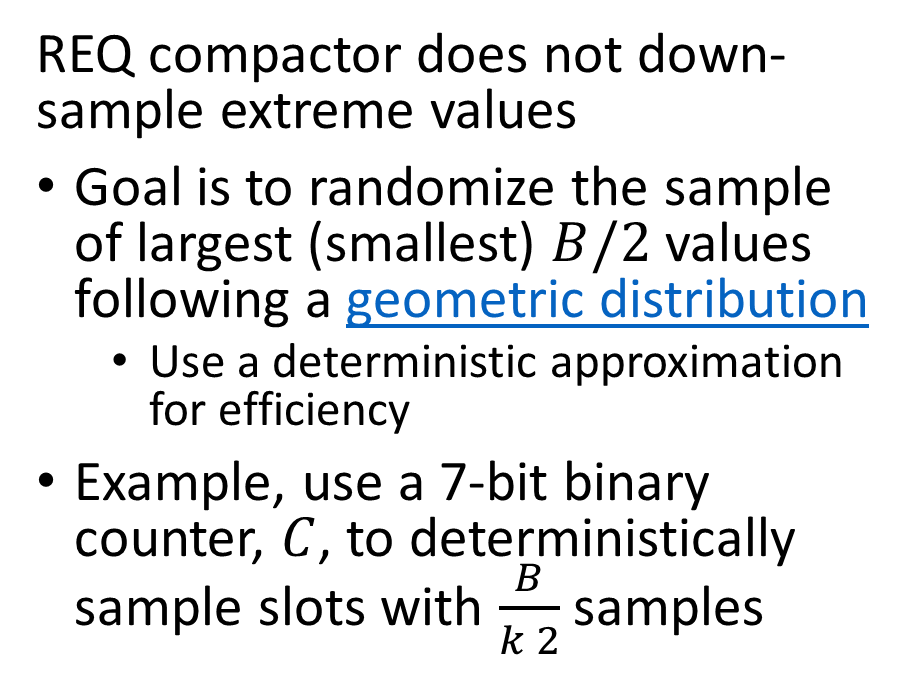 REQ compactor does not down-
sample extreme values
• Goal is to randomize the sample
of largest (smallest) B/2 values
following a geometric distribution
• Use a deterministic approximation
for efficiency
• Example, use a 7-bit binary
counter, C, to deterministically
sample slots with B/(k 2) samples